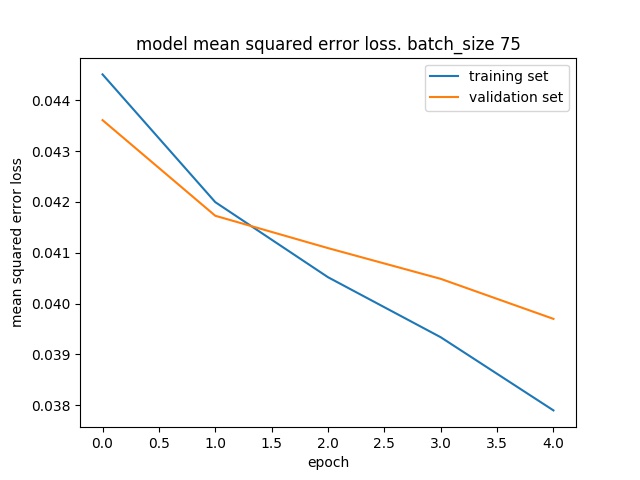 model mean squared error loss. batch_size 75
training set
validation set
0.044
0.043
0.042
0.041
0.040
0.039
0.038
mean squared error loss
0.0 0.5 1.0 1.5 2.0 2.5 3.0 3.5 4.0
epoch